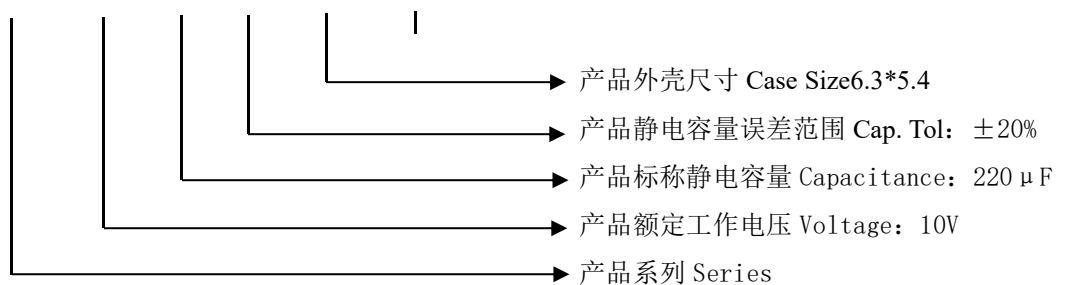 产品外壳尺寸 Case Size6.3*5.4
产品静电容量误差范围 Cap. Tol：±20%
产品标称静电容量 Capacitance：220μF
产品额定工作电压 Voltage：10V
产品系列 Series